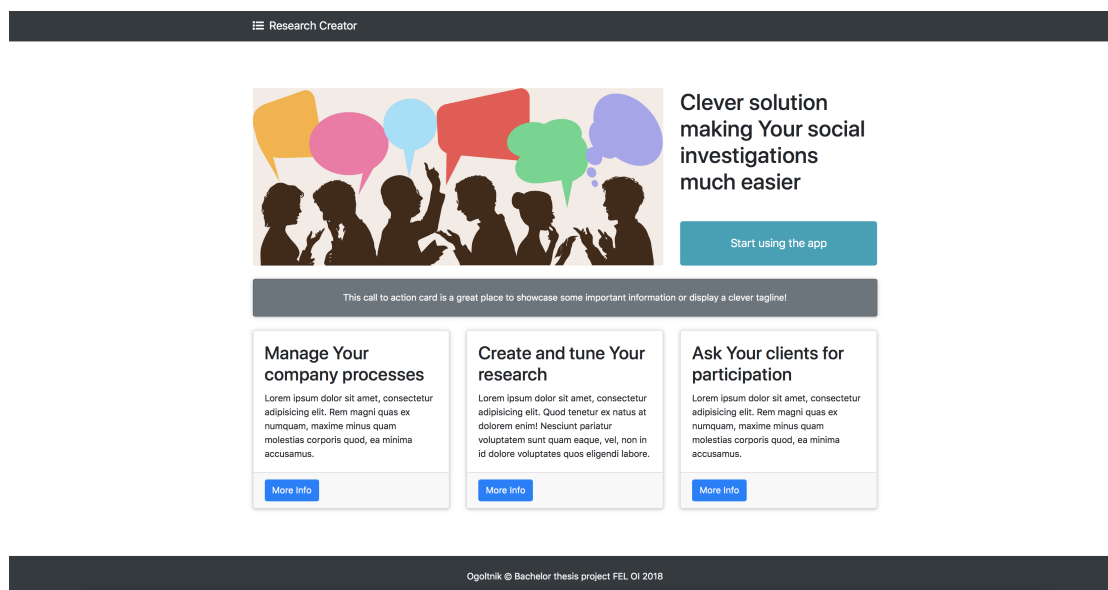 Research Creator
Clever solution
making Your social
investigations
much easier
Start using the app
This call to action card is a great place to showcase some important information or display a clever tagline!
Manage Your
company processes
Lorem ipsum dolor sit amet, consectetur
adipisicing elit. Rem magni quas ex
numquam, maxime minus quam
molestias corporis quod, ea minima
accusamus.
More Info
Create and tune Your
research
Lorem ipsum dolor sit amet, consectetur
adipisicing elit. Quod tenetur ex natus at
dolorem enim! Nesciunt pariatur
voluptatem sunt quam eaque, vel, non in
id dolore voluptates quos eligendi labore.
More Info
Ask Your clients for
participation
Lorem ipsum dolor sit amet, consectetur
adipisicing elit. Rem magni quas ex
numquam, maxime minus quam
molestias corporis quod, ea minima
accusamus.
More Info
Ogoltnik © Bachelor thesis project FEL OI 2018